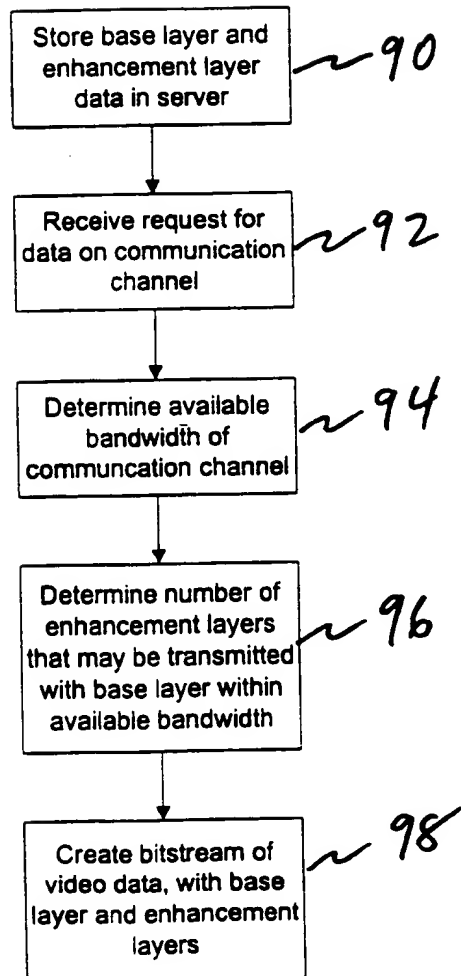 Store base layer and
enhancement layer
data in server
90
Receive request for
data on communication
channel
92
Determine available
bandwidth of
communcation channel
94
Determine number of
enhancement layers
that may be transmitted
with base layer within
available bandwidth
96
Create bitstream of
video data, with base
layer and enhancement
layers
98